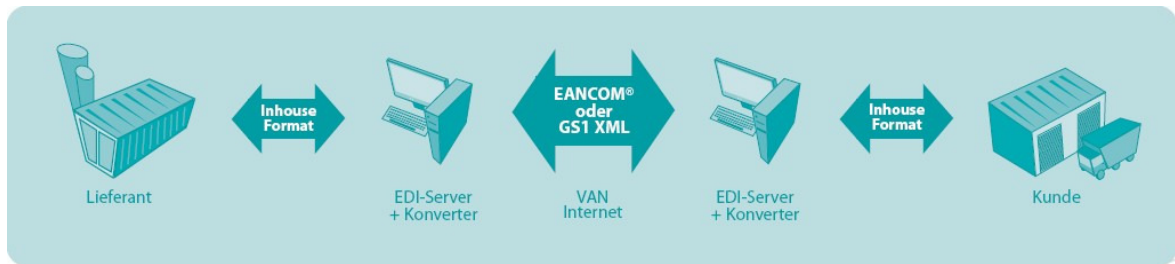 Inhouse
Format
EANCOM®
oder
GS1 XML
Inhouse
Format
Lieferant
EDI-Server
+ Konverter
VAN
Internet
EDI-Server
+ Konverter
Kunde